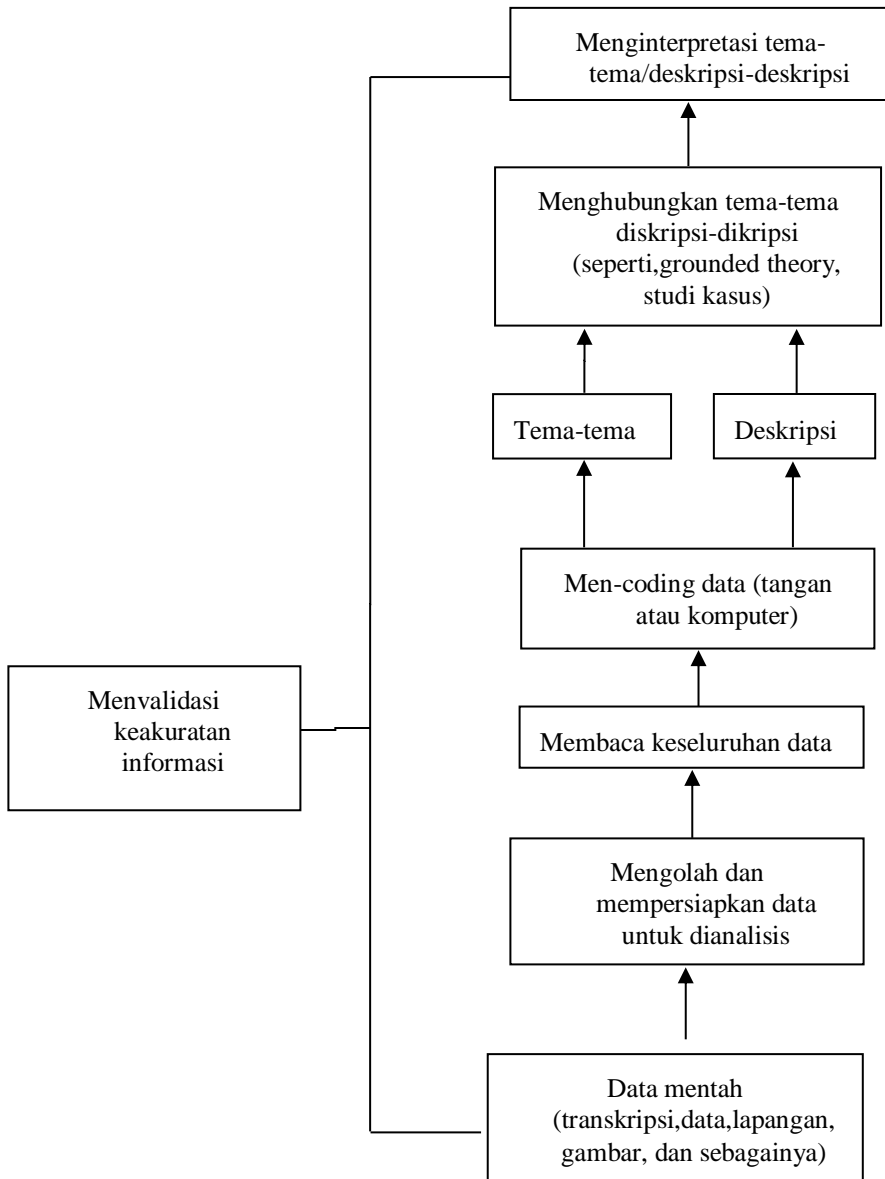 Menginterpretasi tema-
tema/deskripsi-deskripsi
Menghubungkan tema-tema
diskripsi-dikripsi
(seperti,grounded theory,
studi kasus)
Tema-tema
Deskripsi
Men-coding data (tangan
atau komputer)
Menvalidasi
keakuratan
informasi
Membaca keseluruhan data
Mengolah dan
mempersiapkan data
untuk dianalisis
Data mentah
(transkripsi,data,lapangan,
gambar, dan sebagainya)